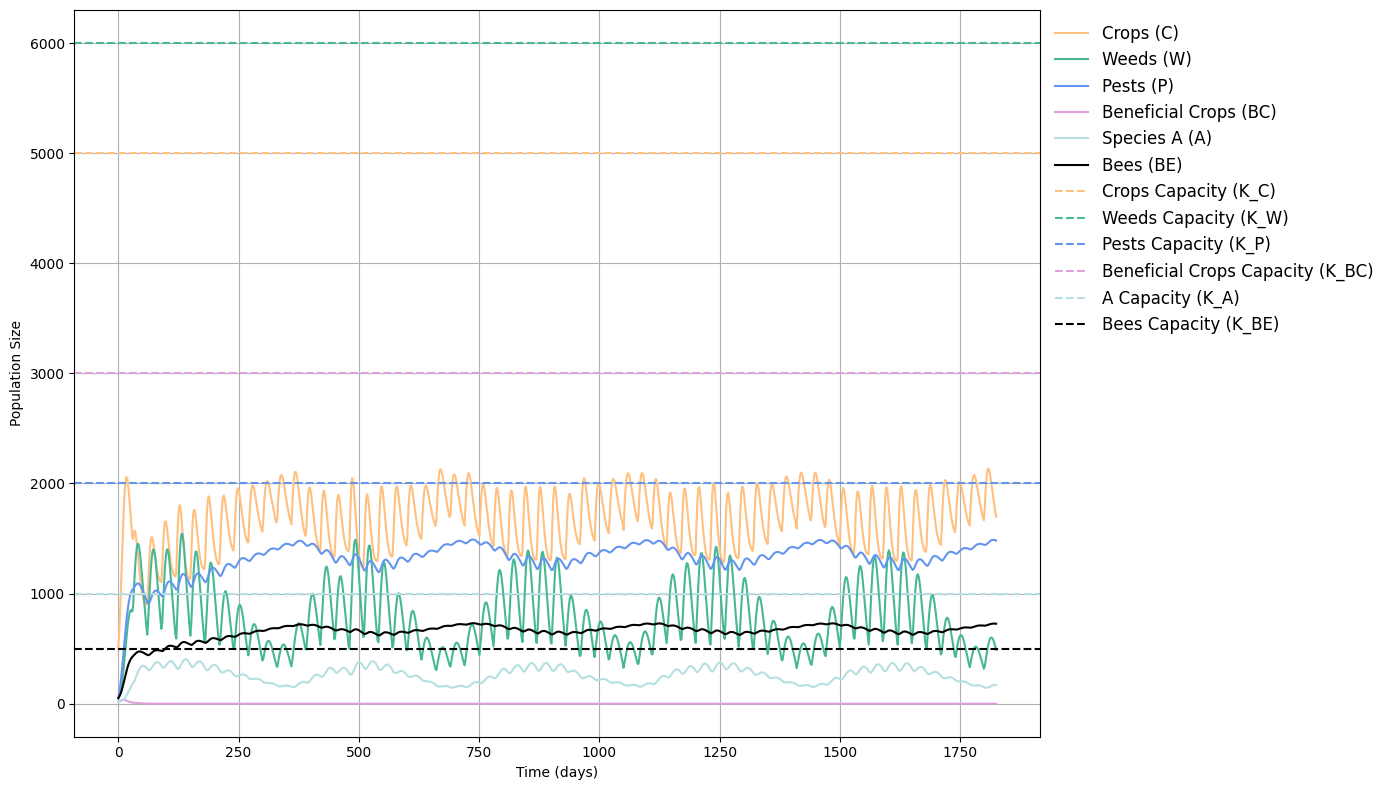 6000
5000
4000
3000
2000
1000
0
Population Size
0 250 500 750 1000 1250 1500 1750
Time (days)
Crops (C)
Weeds (W)
Pests (P)
Beneficial Crops (BC)
Species A (A)
Bees (BE)
Crops Capacity (K_C)
Weeds Capacity (K_W)
Pests Capacity (K_P)
Beneficial Crops Capacity (K_BC)
A Capacity (K_A)
Bees Capacity (K_BE)